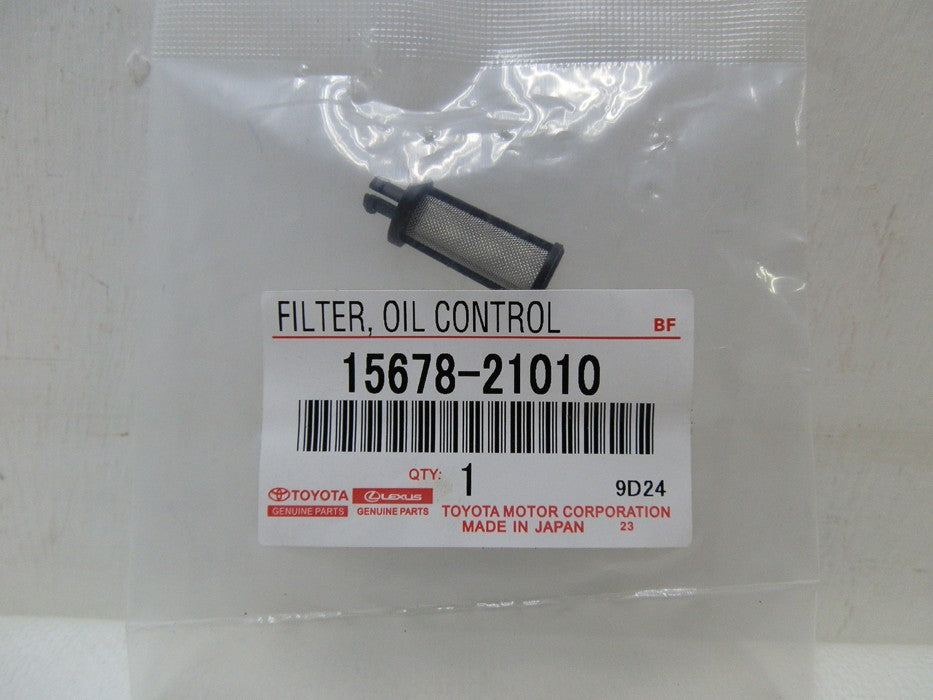 FILTER, OIL CONTROL BF
15678-21010
QTY: 1 9D24
TOYOTA LEXUS TOYOTA MOTOR CORPORATION
GENUINE PARTS GENUINE PARTS MADE IN JAPAN 23